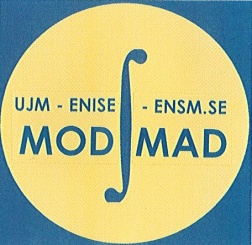 UJM - ENISE - ENSM.SE
MOD MAD